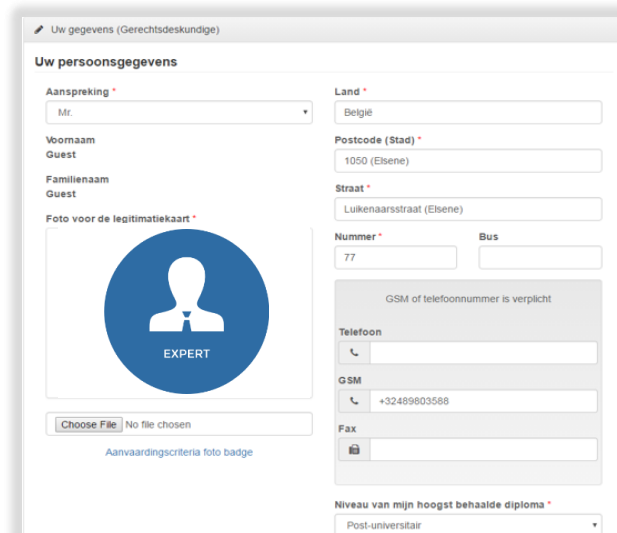 Uw gegevens (Gerechtsdeskundige)
Uw persoonsgegevens
Aanspreking *
Mr.
Voornaam
Guest
Familienaam
Guest
Foto voor de legitimatiekaart *
EXPERT
Choose File No file chosen
Aanvaardingscriteria foto badge
Land *
België
Postcode (Stad) *
1050 (Elsene)
Straat *
Luikenaarsstraat (Elsene)
Nummer * Bus
77
GSM of telefoonnummer is verplicht
Telefoon
GSM
+32489803588
Fax
Niveau van mijn hoogst behaalde diploma *
Post-universitair